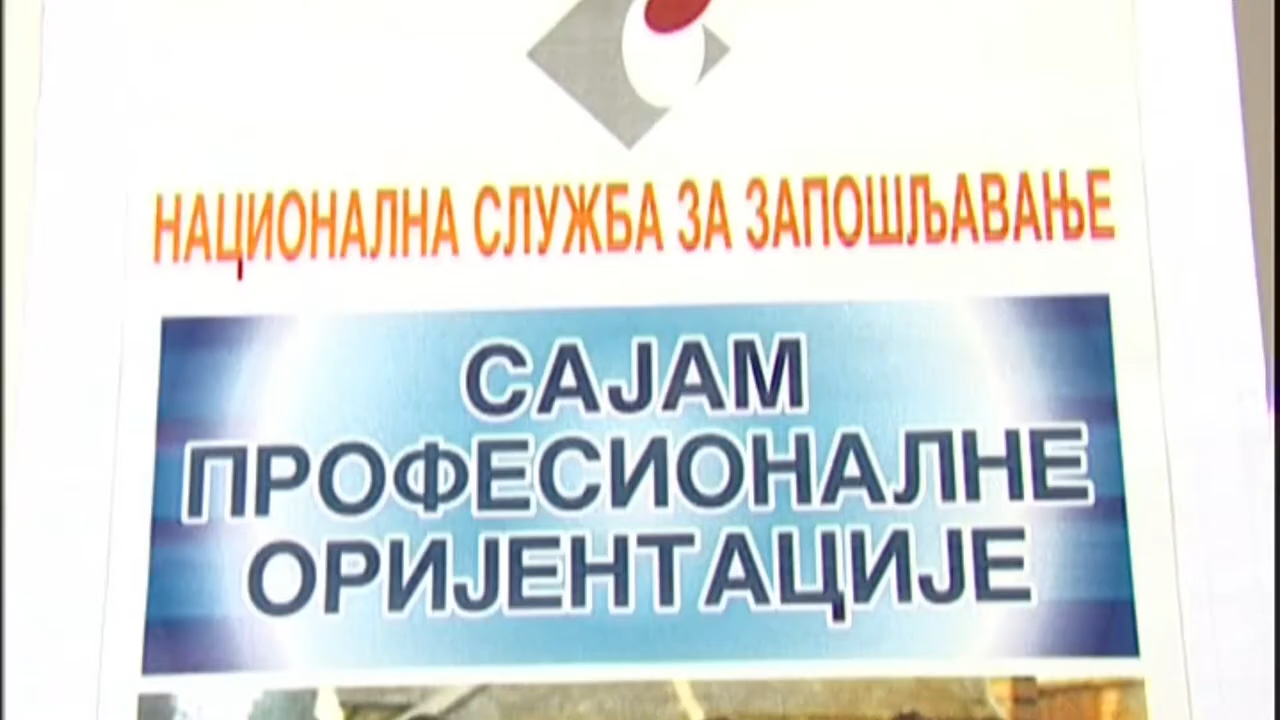 НАЦИОНАЛНА СЛУЖБА ЗА ЗАПОШЉАВАЊЕ
САЈАМ
ПРОФЕСИОНАЛНЕ
ОРИЈЕНТАЦИЈЕ